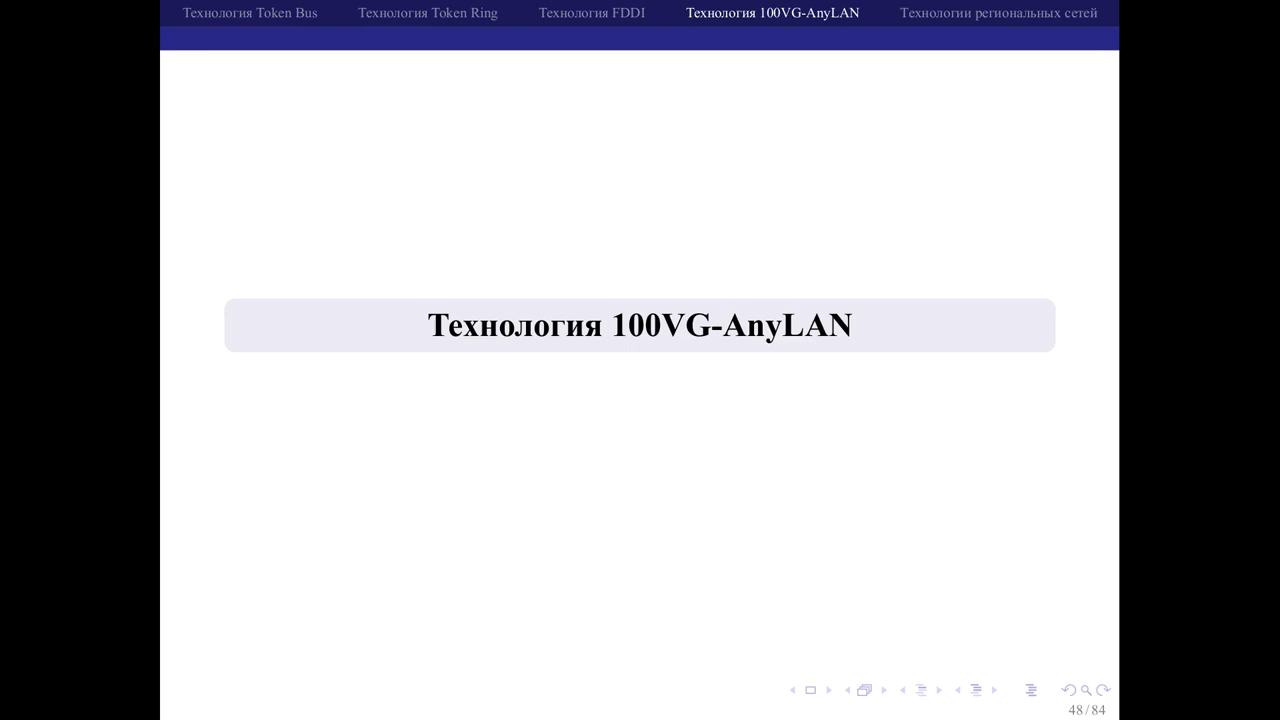 Технология Token Bus Технология Token Ring Технология FDDI Технология 100VG-AnyLAN Технологии региональных сетей
Технология 100VG-AnyLAN
48 / 84